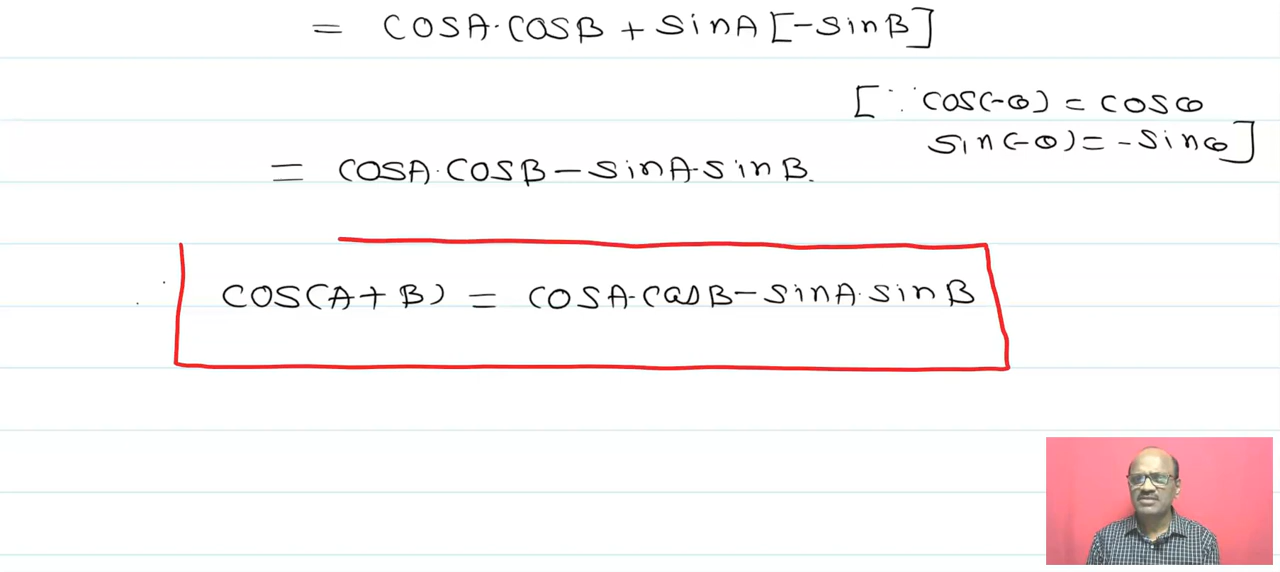 = COSA·COSB + sinA[-sinB]
[∵ cos(-θ) = cosθ
sin(-θ) = -sinθ]
= COSA·COSB - sinA·sinB.
COS(A+B) = COSA·COSB - sinA·sinB